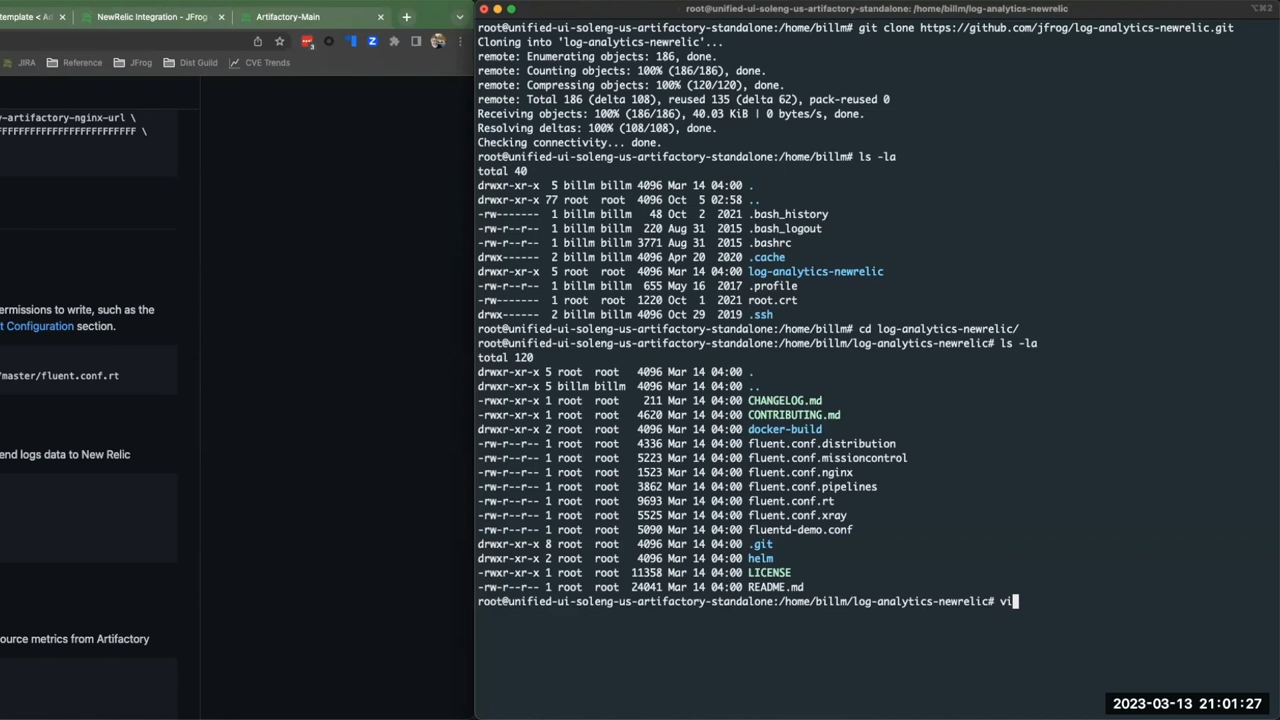 template < Ad
NewRelic Integration - JFrog
Artifactory-Main
JIRA
Reference
JFrog
Dist Guild
CVE Trends
y-artifactory-nginx-url \
FFFFFFFFFFFFFFFFFFFFFFFF \
ermissions to write, such as the
t Configuration section.
/master/fluent.conf.rt
end logs data to New Relic
ource metrics from Artifactory
root@unified-ui-soleng-us-artifactory-standalone: /home/billm/log-analytics-newrelic
⌥⌘2
root@unified-ui-soleng-us-artifactory-standalone:/home/billm# git clone https://github.com/jfrog/log-analytics-newrelic.git
Cloning into 'log-analytics-newrelic'...
remote: Enumerating objects: 186, done.
remote: Counting objects: 100% (186/186), done.
remote: Compressing objects: 100% (120/120), done.
remote: Total 186 (delta 108), reused 135 (delta 62), pack-reused 0
Receiving objects: 100% (186/186), 40.03 KiB | 0 bytes/s, done.
Resolving deltas: 100% (108/108), done.
Checking connectivity... done.
root@unified-ui-soleng-us-artifactory-standalone:/home/billm# ls -la
total 40
drwxr-xr-x 5 billm billm 4096 Mar 14 04:00 .
drwxr-xr-x 77 root root 4096 Oct 5 02:58 ..
-rw------- 1 billm billm 48 Oct 2 2021 .bash_history
-rw-r--r-- 1 billm billm 220 Aug 31 2015 .bash_logout
-rw-r--r-- 1 billm billm 3771 Aug 31 2015 .bashrc
drwx------ 2 billm billm 4096 Apr 20 2020 .cache
drwxr-xr-x 5 root root 4096 Mar 14 04:00 log-analytics-newrelic
-rw-r--r-- 1 billm billm 655 May 16 2017 .profile
-rw-r--r-- 1 root root 1220 Oct 1 2021 root.crt
drwx------ 2 billm billm 4096 Oct 29 2019 .ssh
root@unified-ui-soleng-us-artifactory-standalone:/home/billm# cd log-analytics-newrelic/
root@unified-ui-soleng-us-artifactory-standalone:/home/billm/log-analytics-newrelic# ls -la
total 120
drwxr-xr-x 5 root root 4096 Mar 14 04:00 .
drwxr-xr-x 5 billm billm 4096 Mar 14 04:00 ..
-rwxr-xr-x 1 root root 211 Mar 14 04:00 CHANGELOG.md
-rwxr-xr-x 1 root root 4620 Mar 14 04:00 CONTRIBUTING.md
drwxr-xr-x 2 root root 4096 Mar 14 04:00 docker-build
-rw-r--r-- 1 root root 4336 Mar 14 04:00 fluent.conf.distribution
-rw-r--r-- 1 root root 5223 Mar 14 04:00 fluent.conf.missioncontrol
-rw-r--r-- 1 root root 1523 Mar 14 04:00 fluent.conf.nginx
-rw-r--r-- 1 root root 3862 Mar 14 04:00 fluent.conf.pipelines
-rw-r--r-- 1 root root 9693 Mar 14 04:00 fluent.conf.rt
-rw-r--r-- 1 root root 5525 Mar 14 04:00 fluent.conf.xray
-rw-r--r-- 1 root root 5090 Mar 14 04:00 fluentd-demo.conf
drwxr-xr-x 8 root root 4096 Mar 14 04:00 .git
drwxr-xr-x 2 root root 4096 Mar 14 04:00 helm
-rwxr-xr-x 1 root root 11358 Mar 14 04:00 LICENSE
-rw-r--r-- 1 root root 24041 Mar 14 04:00 README.md
root@unified-ui-soleng-us-artifactory-standalone:/home/billm/log-analytics-newrelic# vi
2023-03-13 21:01:27